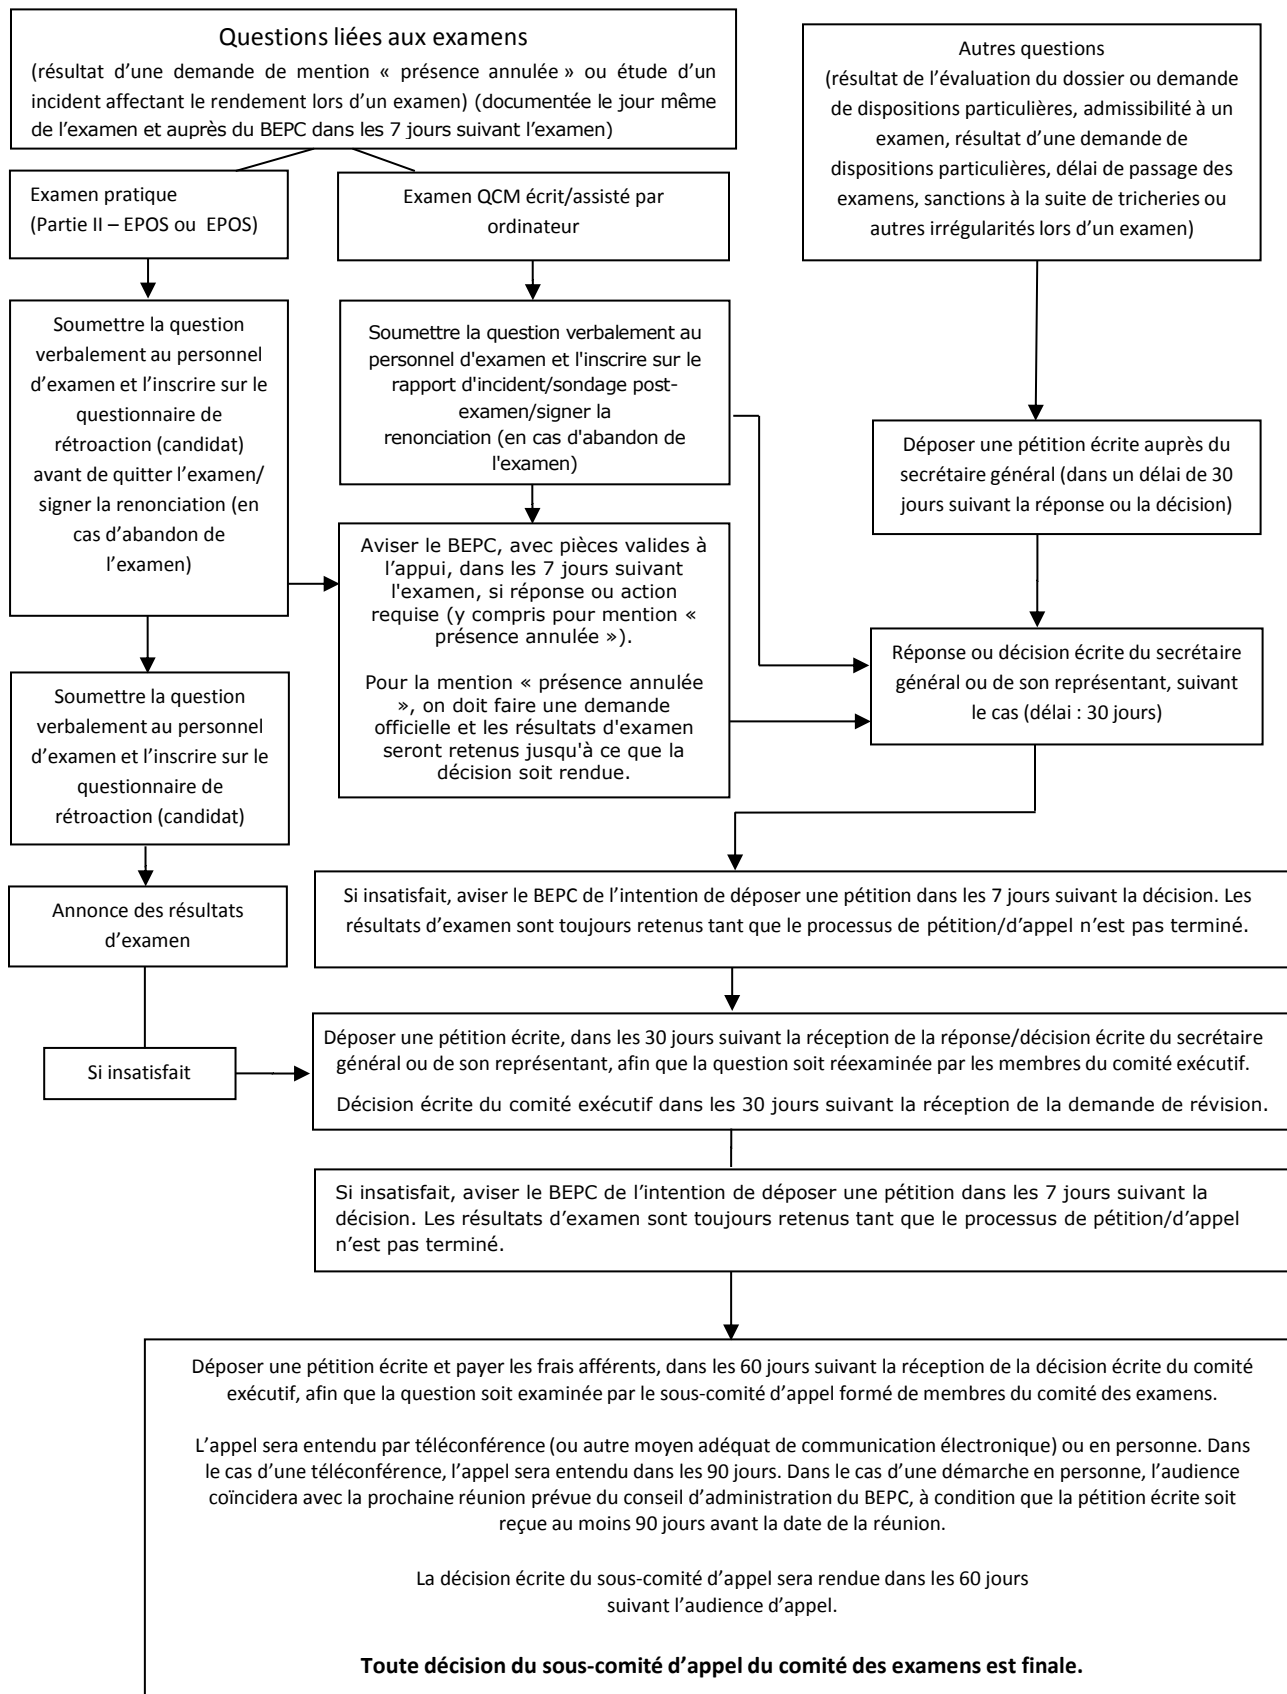 Questions liées aux examens
(résultat d’une demande de mention « présence annulée » ou étude d’un
incident affectant le rendement lors d’un examen) (documentée le jour même
de l’examen et auprès du BEPC dans les 7 jours suivant l’examen)
Autres questions
(résultat de l’évaluation du dossier ou demande
de dispositions particulières, admissibilité à un
examen, résultat d’une demande de
dispositions particulières, délai de passage des
examens, sanctions à la suite de tricheries ou
autres irrégularités lors d’un examen)
Examen pratique
(Partie II – EPOS ou EPOS)
Examen QCM écrit/assisté par
ordinateur
Soumettre la question
verbalement au personnel
d’examen et l’inscrire sur le
questionnaire de
rétroaction (candidat)
avant de quitter l’examen/
signer la renonciation (en
cas d’abandon de
l’examen)
Soumettre la question verbalement au
personnel d'examen et l'inscrire sur le
rapport d'incident/sondage post-
examen/signer la
renonciation (en cas d'abandon de
l'examen)
Déposer une pétition écrite auprès du
secrétaire général (dans un délai de 30
jours suivant la réponse ou la décision)
Aviser le BEPC, avec pièces valides à
l’appui, dans les 7 jours suivant
l'examen, si réponse ou action
requise (y compris pour mention «
présence annulée »).
Pour la mention « présence annulée
», on doit faire une demande
officielle et les résultats d'examen
seront retenus jusqu'à ce que la
décision soit rendue.
Réponse ou décision écrite du secrétaire
général ou de son représentant, suivant
le cas (délai : 30 jours)
Soumettre la question
verbalement au personnel
d’examen et l’inscrire sur le
questionnaire de
rétroaction (candidat)
Annonce des résultats
d’examen
Si insatisfait, aviser le BEPC de l’intention de déposer une pétition dans les 7 jours suivant la décision. Les
résultats d’examen sont toujours retenus tant que le processus de pétition/d’appel n’est pas terminé.
Si insatisfait
Déposer une pétition écrite, dans les 30 jours suivant la réception de la réponse/décision écrite du secrétaire
général ou de son représentant, afin que la question soit réexaminée par les membres du comité exécutif.
Décision écrite du comité exécutif dans les 30 jours suivant la réception de la demande de révision.
Si insatisfait, aviser le BEPC de l’intention de déposer une pétition dans les 7 jours suivant la
décision. Les résultats d’examen sont toujours retenus tant que le processus de pétition/d’appel
n’est pas terminé.
Déposer une pétition écrite et payer les frais afférents, dans les 60 jours suivant la réception de la décision écrite du comité
exécutif, afin que la question soit examinée par le sous-comité d’appel formé de membres du comité des examens.
L’appel sera entendu par téléconférence (ou autre moyen adéquat de communication électronique) ou en personne. Dans
le cas d’une téléconférence, l’appel sera entendu dans les 90 jours. Dans le cas d’une démarche en personne, l’audience
coïncidera avec la prochaine réunion prévue du conseil d’administration du BEPC, à condition que la pétition écrite soit
reçue au moins 90 jours avant la date de la réunion.
La décision écrite du sous-comité d’appel sera rendue dans les 60 jours
suivant l’audience d’appel.
Toute décision du sous-comité d’appel du comité des examens est finale.